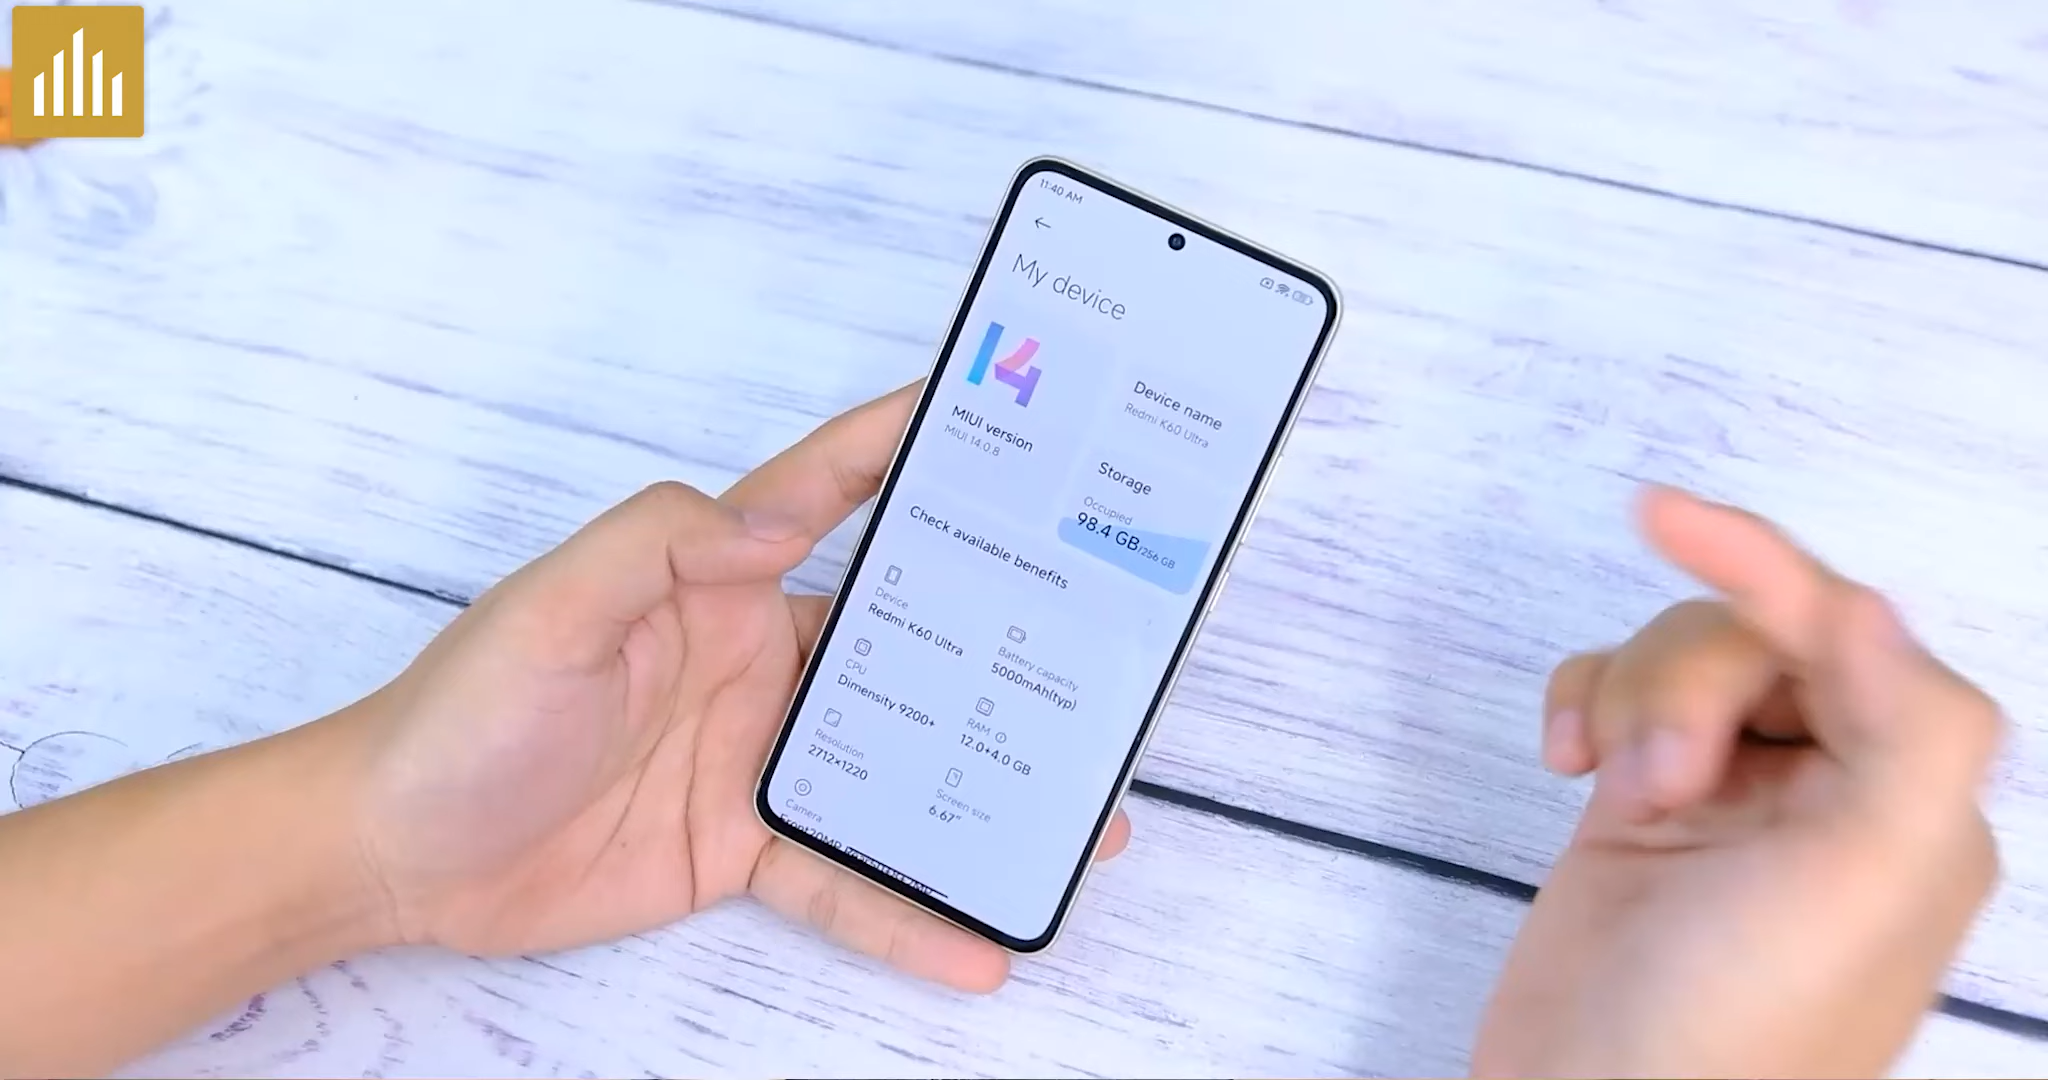 11:40 AM
My device
14
MIUI version
MIUI 14.0.8
Device name
Redmi K60 Ultra
Storage
Occupied
98.4 GB/256 GB
Check available benefits
Device
Redmi K60 Ultra
Battery capacity
5000mAh(typ)
CPU
Dimensity 9200+
RAM
12.0+4.0 GB
Resolution
2712×1220
Screen size
6.67"
Camera
Front20MP